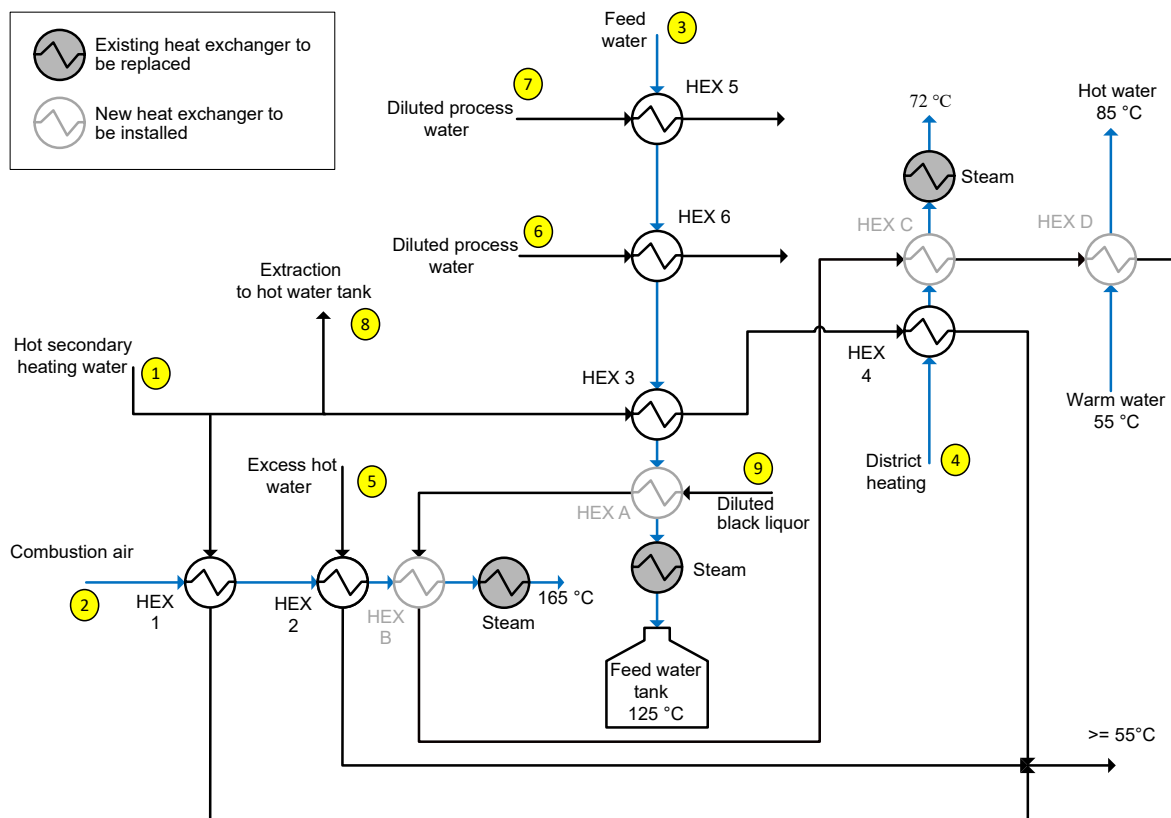 Existing heat exchanger to
be replaced
New heat exchanger to
be installed
Feed
water
3
7
Diluted process
water
HEX 5
6
Diluted process
water
HEX 6
72 °C
Steam
Hot water
85 °C
HEX C
HEX D
Extraction
to hot water tank
8
Hot secondary
heating water
1
HEX 3
HEX
4
Warm water
55 °C
District
heating
4
Excess hot
water
5
9
Diluted
black liquor
HEX A
Combustion air
2
HEX
1
HEX
2
HEX
B
Steam
165 °C
Steam
Feed water
tank
125 °C
>= 55°C